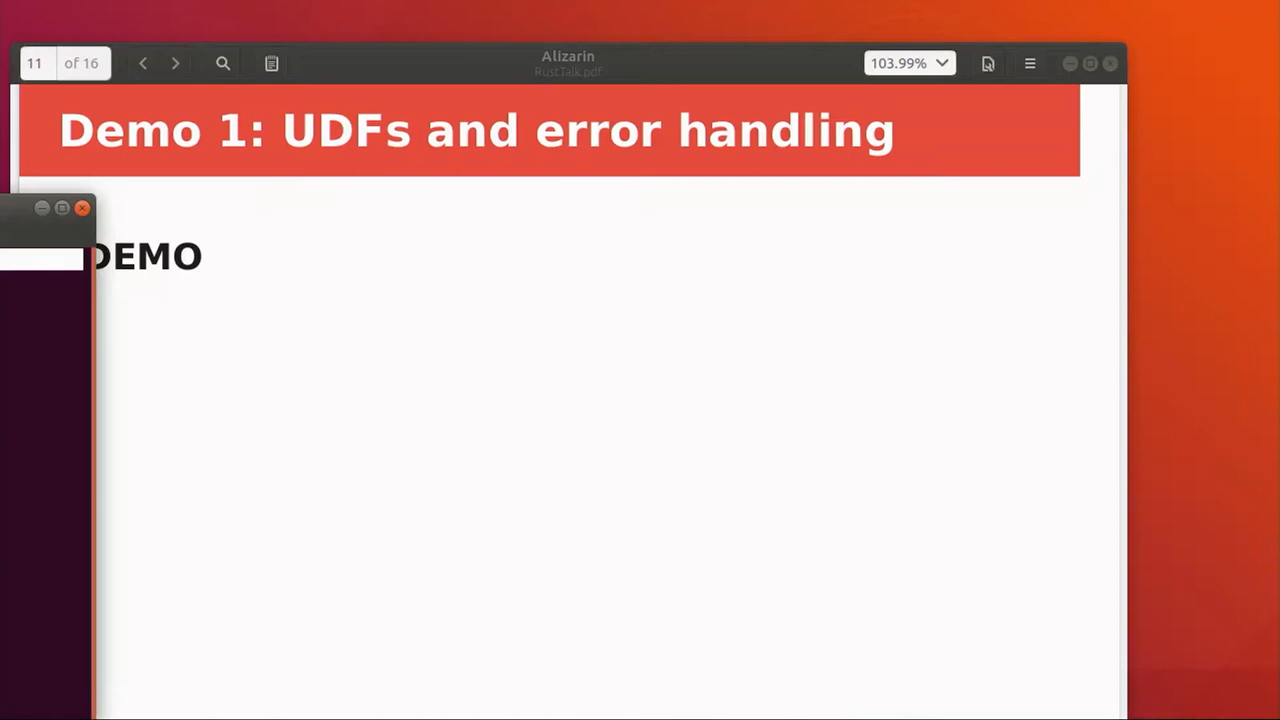 11 of 16
Alizarin
RustTalk.pdf
103.99%
Demo 1: UDFs and error handling
DEMO